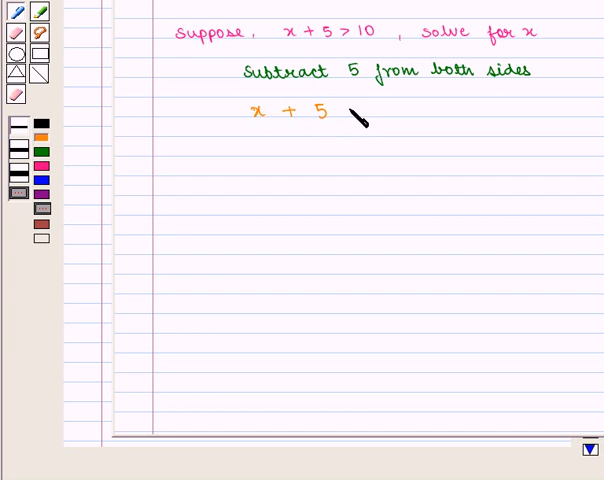 Suppose, x + 5 > 10 , solve for x
Subtract 5 from both sides
x + 5